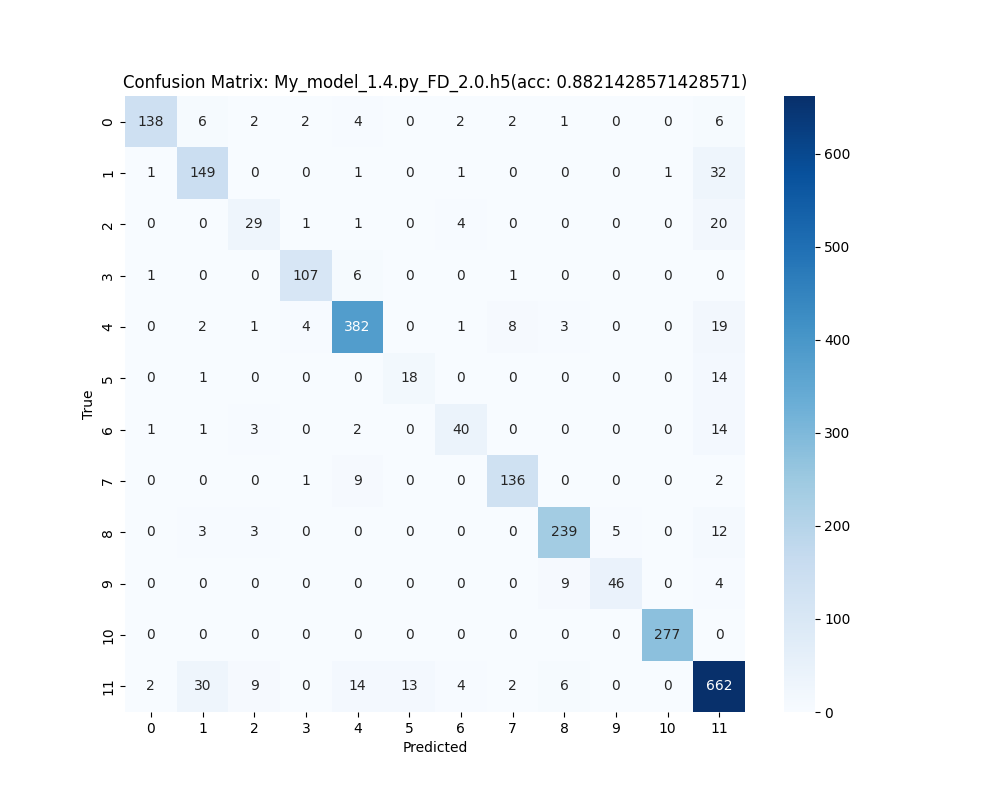 Confusion Matrix: My_model_1.4.py_FD_2.0.h5(acc: 0.8821428571428571)
0 138 6 2 2 4 0 2 2 1 0 0 6
1 1 149 0 0 1 0 1 0 0 0 1 32
2 0 0 29 1 1 0 4 0 0 0 0 20
3 1 0 0 107 6 0 0 1 0 0 0 0
4 0 2 1 4 382 0 1 8 3 0 0 19
5 0 1 0 0 0 18 0 0 0 0 0 14
6 1 1 3 0 2 0 40 0 0 0 0 14
7 0 0 0 1 9 0 0 136 0 0 0 2
8 0 3 3 0 0 0 0 0 239 5 0 12
9 0 0 0 0 0 0 0 0 9 46 0 4
10 0 0 0 0 0 0 0 0 0 0 277 0
11 2 30 9 0 14 13 4 2 6 0 0 662
0 1 2 3 4 5 6 7 8 9 10 11
Predicted
True
600
500
400
300
200
100
0